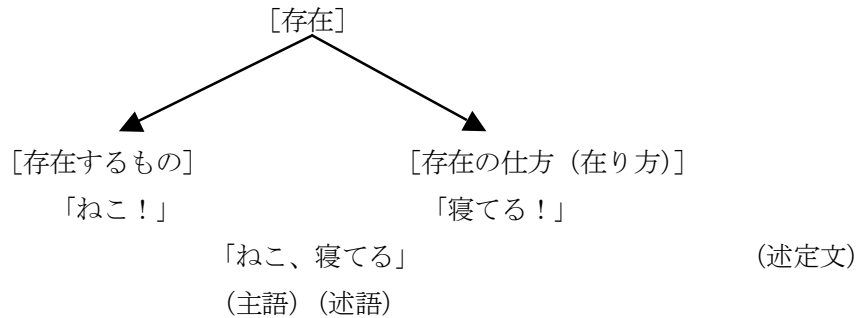 ［存在］
［存在するもの］ ［存在の仕方（在り方）］
「ねこ！」 「寝てる！」
「ねこ、寝てる」 （述定文）
（主語）（述語）